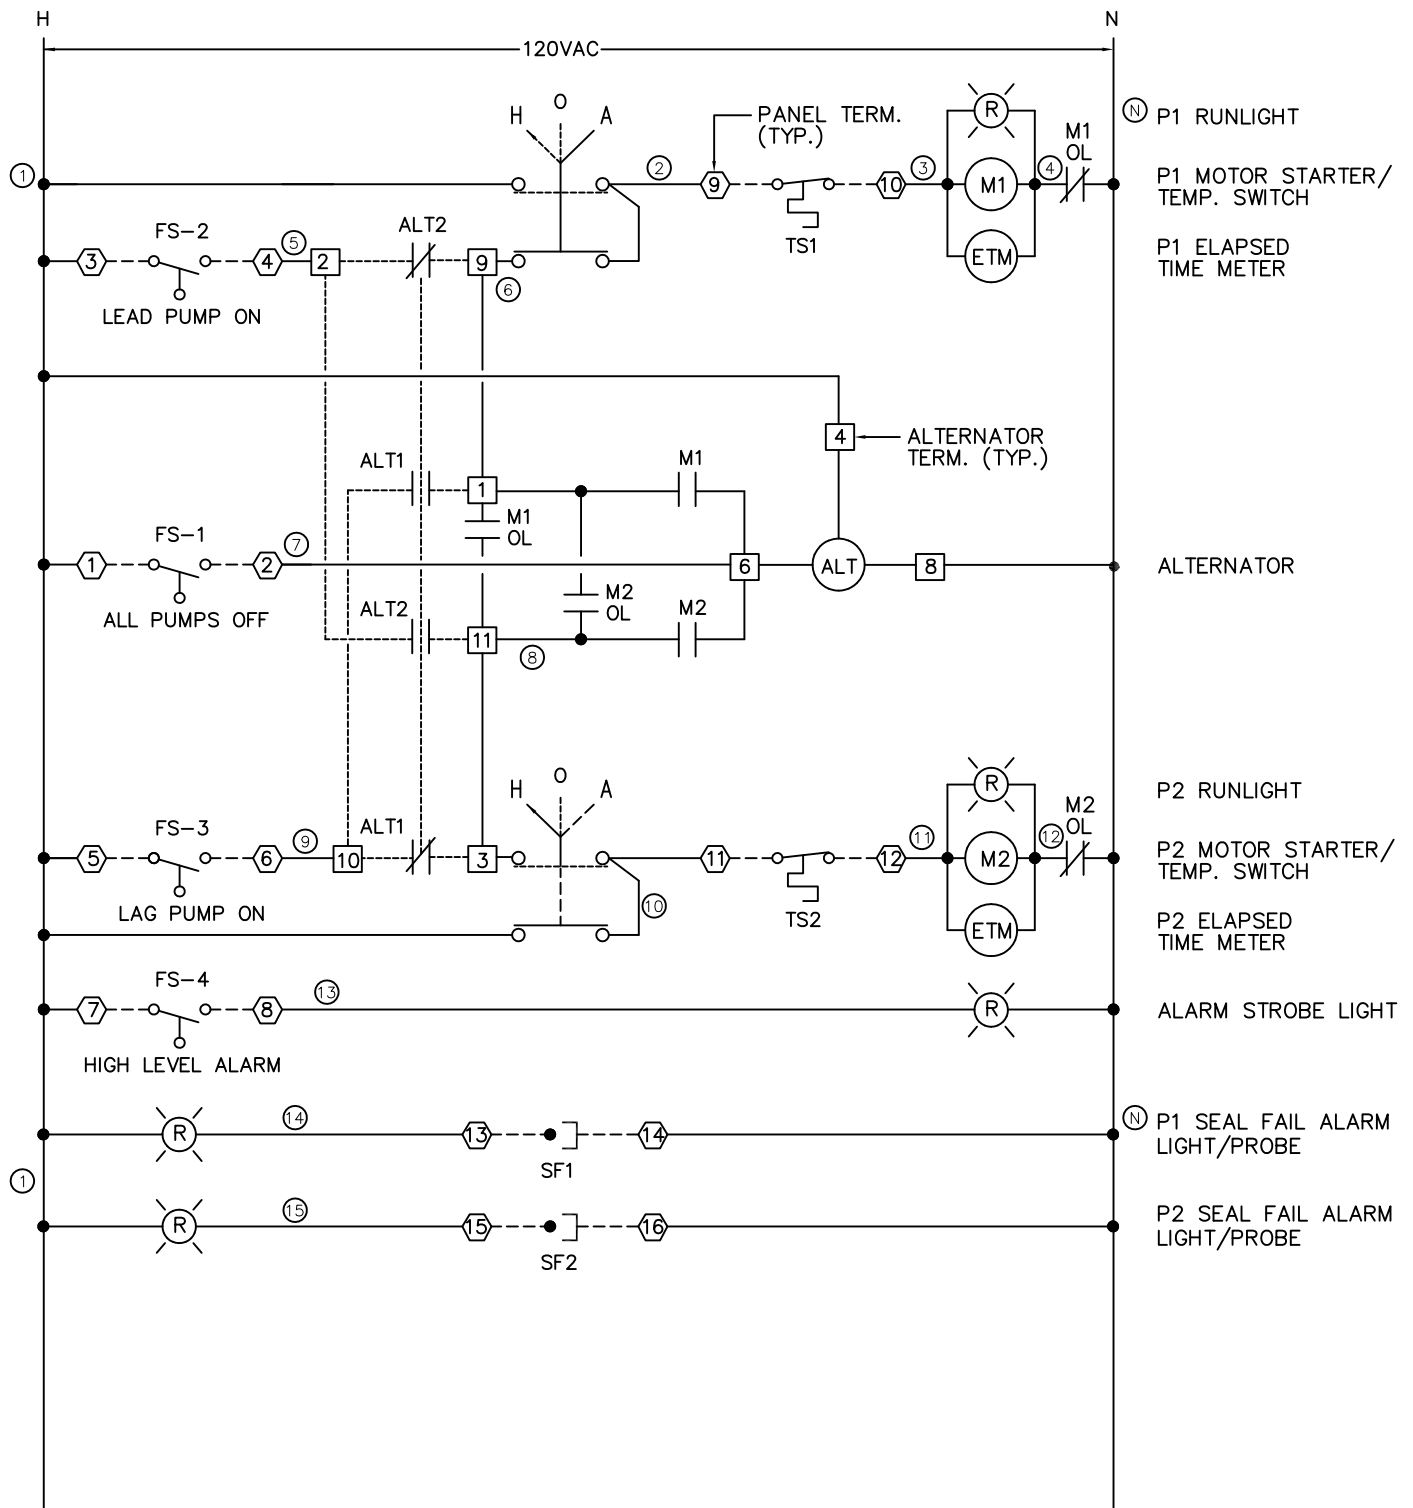 H
N
120VAC
H O A
PANEL TERM.
(TYP.)
R
N
P1 RUNLIGHT
M1
OL
1
2
9
TS1
10
3
M1
4
P1 MOTOR STARTER/
TEMP. SWITCH
FS-2
3
4
5
2
ALT2
9
6
ETM
P1 ELAPSED
TIME METER
LEAD PUMP ON
4
ALTERNATOR
TERM. (TYP.)
ALT1
1
M1
M1
OL
FS-1
1
2
7
6
ALT
8
ALTERNATOR
ALL PUMPS OFF
M2
OL
ALT2
11
8
M2
H O A
R
P2 RUNLIGHT
M2
OL
FS-3
5
6
9
10
ALT1
3
11
TS2
12
11
M2
12
P2 MOTOR STARTER/
TEMP. SWITCH
LAG PUMP ON
10
ETM
P2 ELAPSED
TIME METER
FS-4
7
8
13
R
ALARM STROBE LIGHT
HIGH LEVEL ALARM
R
14
13
SF1
14
N
P1 SEAL FAIL ALARM
LIGHT/PROBE
1
R
15
15
SF2
16
P2 SEAL FAIL ALARM
LIGHT/PROBE